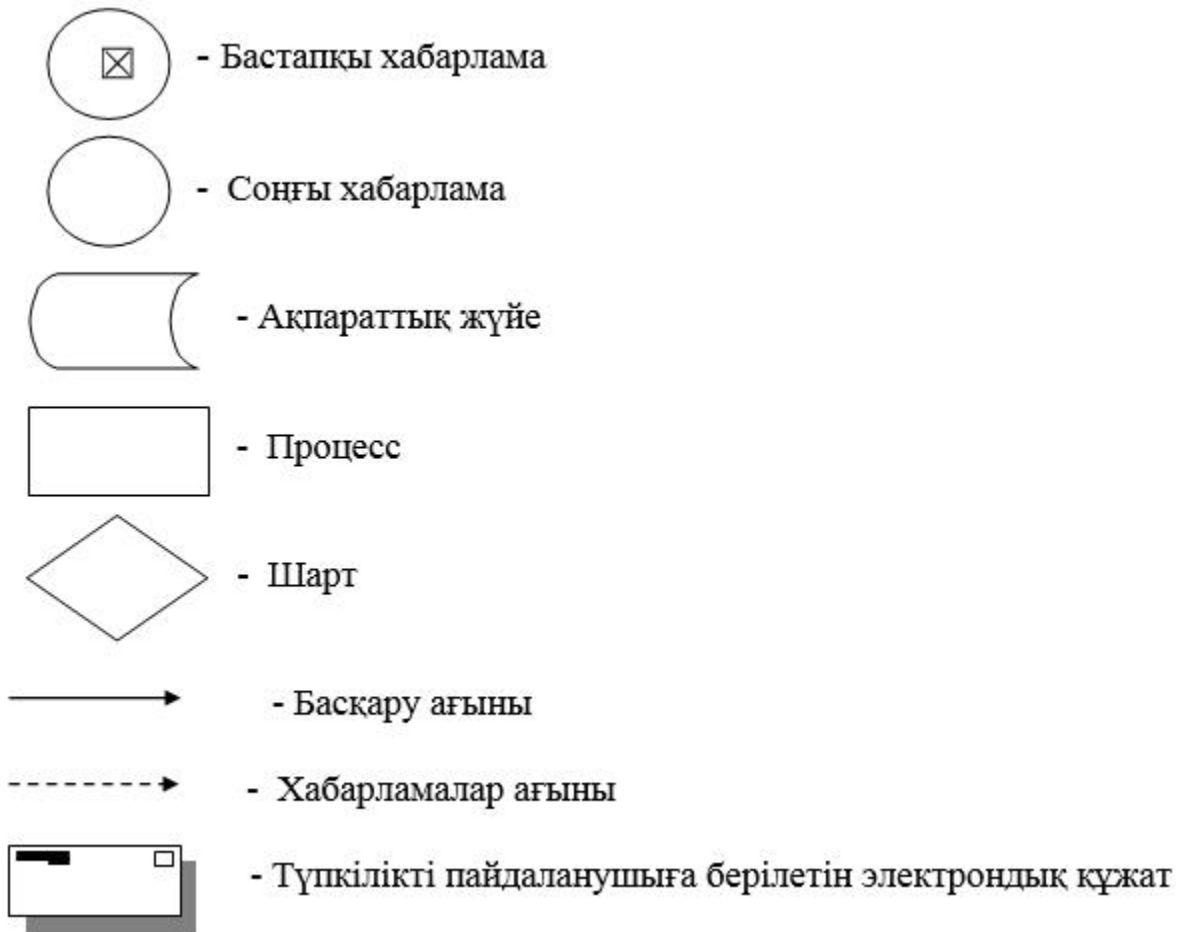 - Бастапқы хабарлама
- Соңғы хабарлама
- Ақпараттық жүйе
- Процесс
- Шарт
- Басқару ағыны
- Хабарламалар ағыны
- Түпкілікті пайдаланушыға берілетін электрондық құжат